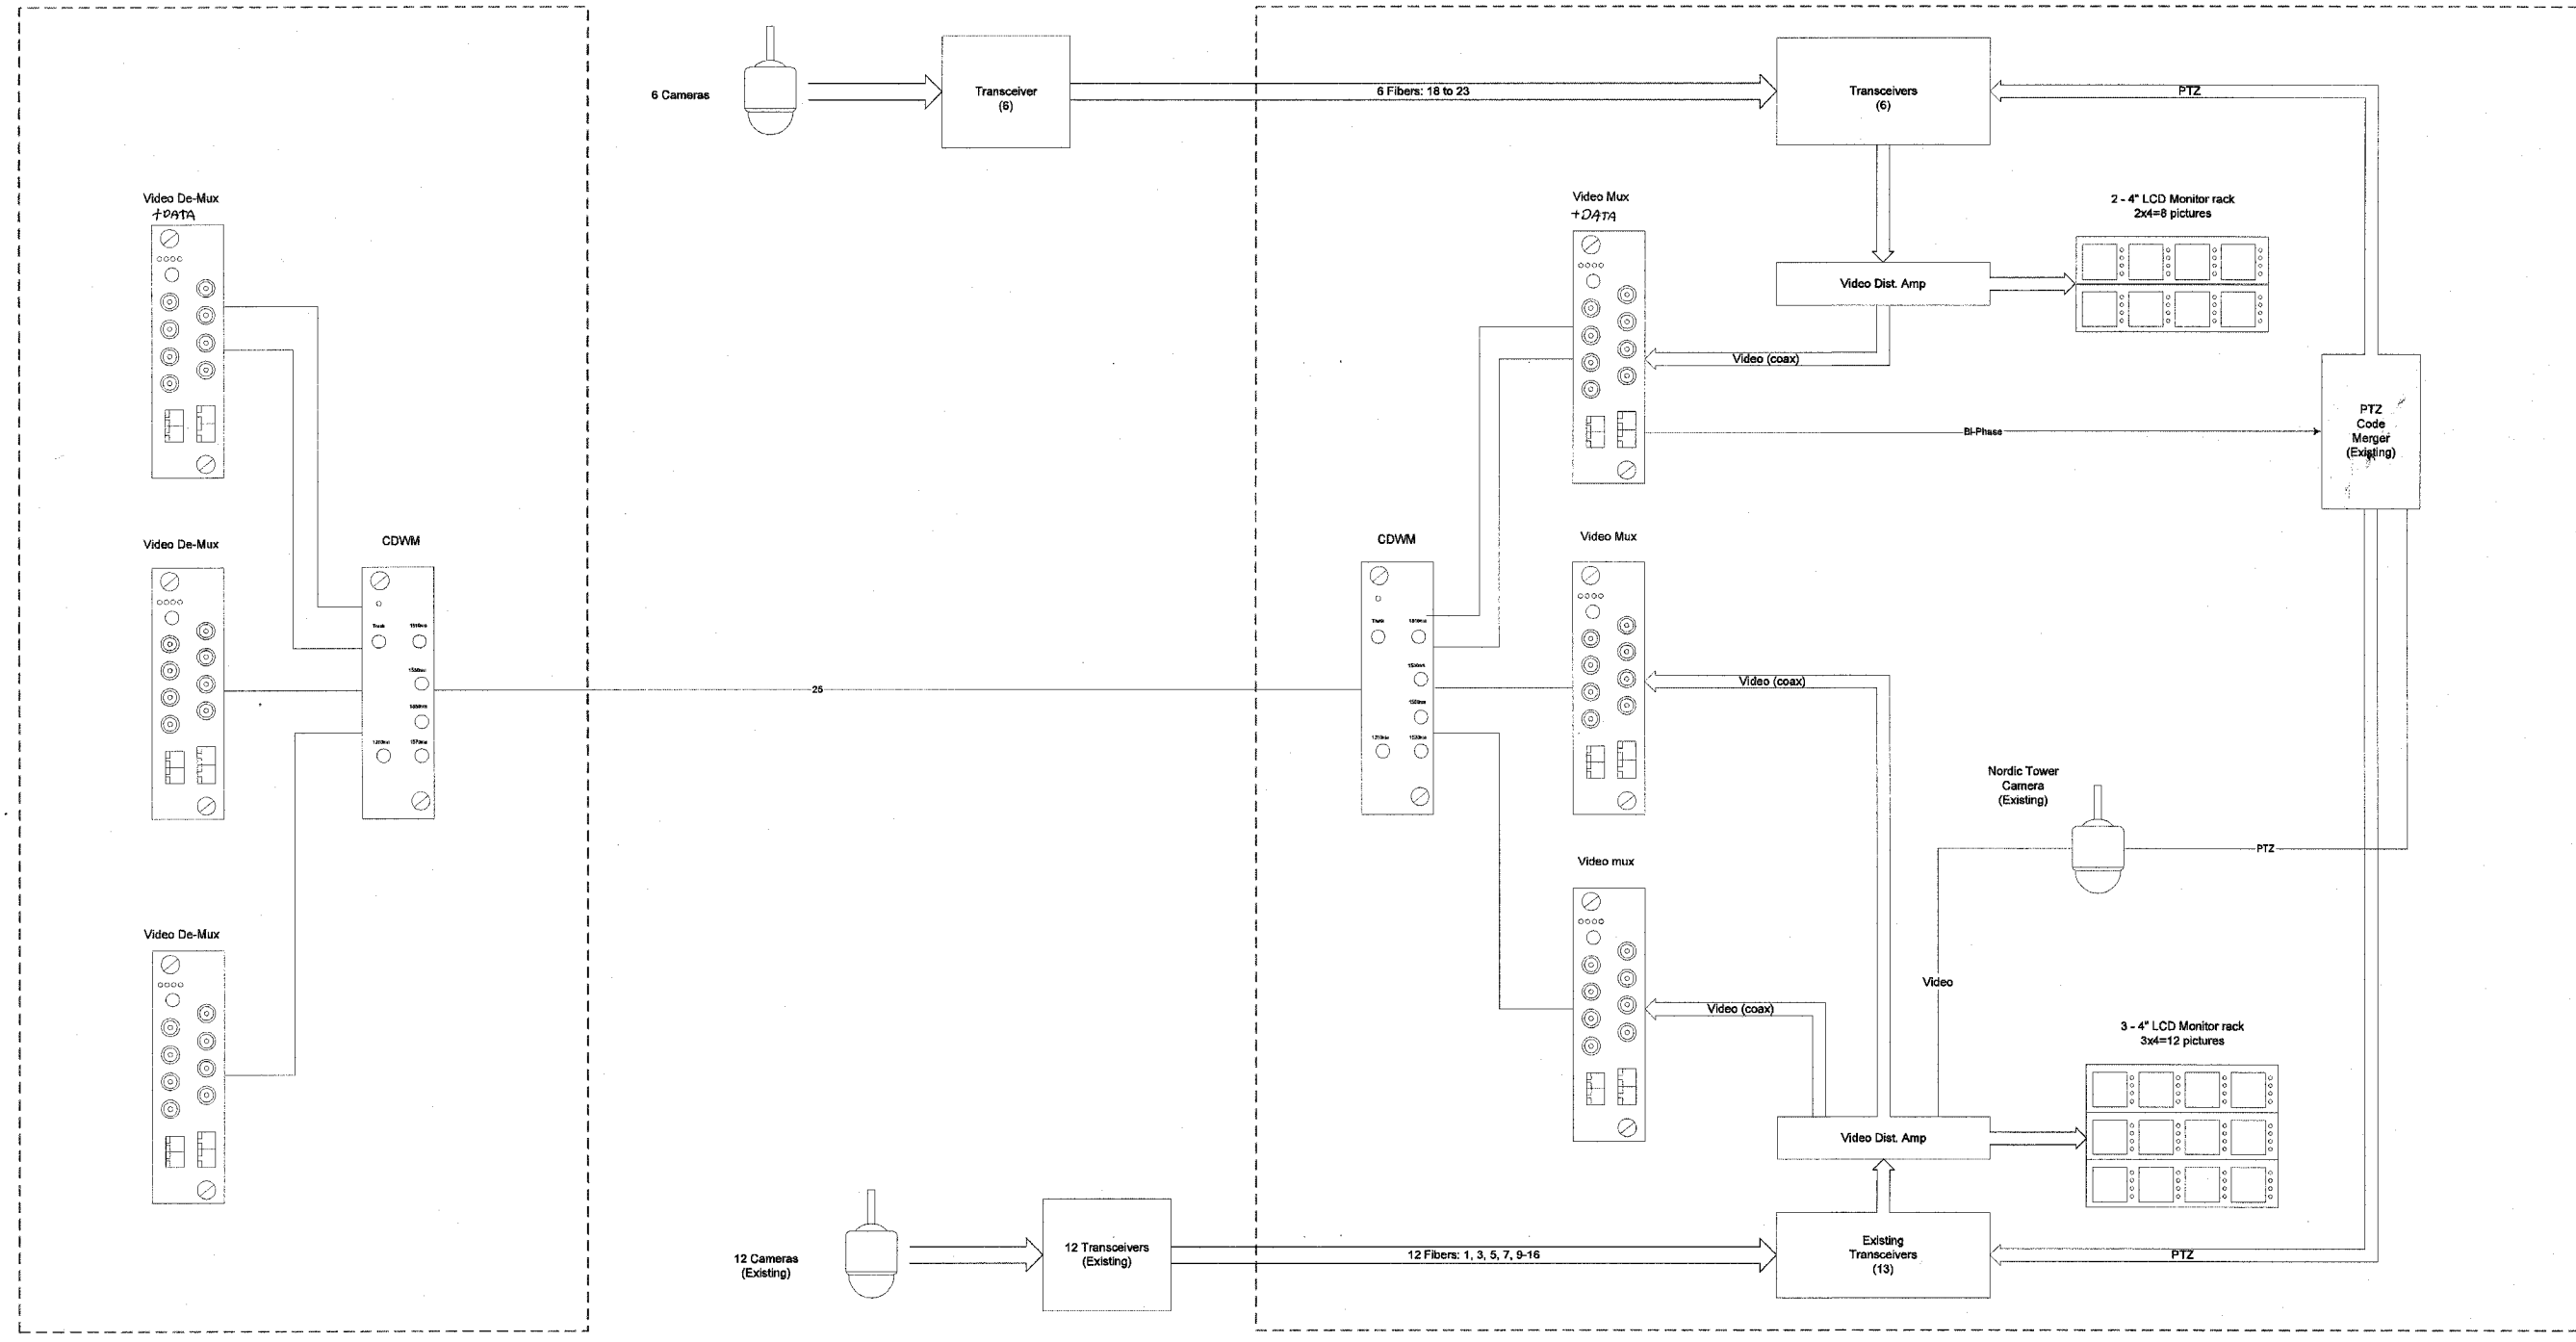 6 Cameras
Transceiver
(6)
6 Fibers: 18 to 23
Transceivers
(6)
PTZ
Video De-Mux
+DATA
Video Mux
+DATA
2 - 4" LCD Monitor rack
2x4=8 pictures
Video Dist. Amp
Video (coax)
PTZ
Code
Merger
(Existing)
Bi-Phase
Video De-Mux
CDWM
CDWM
Video Mux
Trunk
Trunk
25
Video (coax)
Nordic Tower
Camera
(Existing)
PTZ
Video mux
Video De-Mux
Video
Video (coax)
3 - 4" LCD Monitor rack
3x4=12 pictures
Video Dist. Amp
12 Cameras
(Existing)
12 Transceivers
(Existing)
12 Fibers: 1, 3, 5, 7, 9-16
Existing
Transceivers
(13)
PTZ